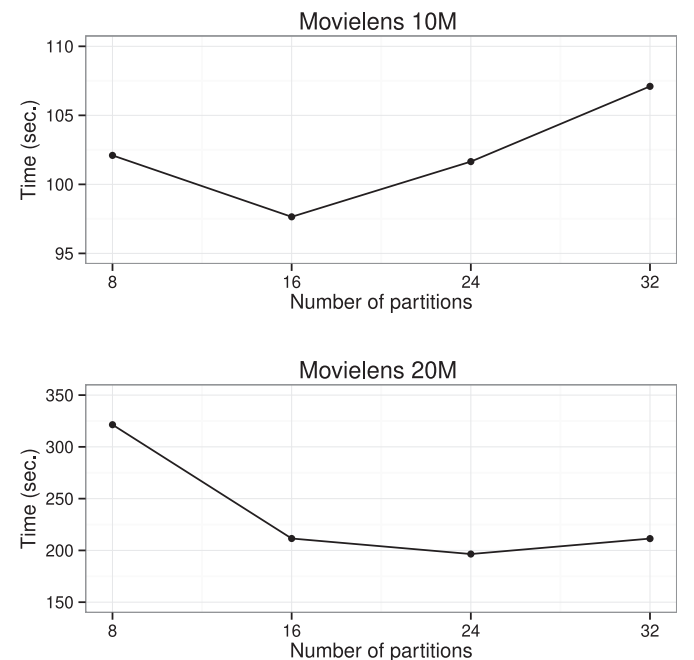 Movielens 10M
110
105
100
95
Time (sec.)
8 16 24 32
Number of partitions
Movielens 20M
350
300
250
200
150
Time (sec.)
8 16 24 32
Number of partitions